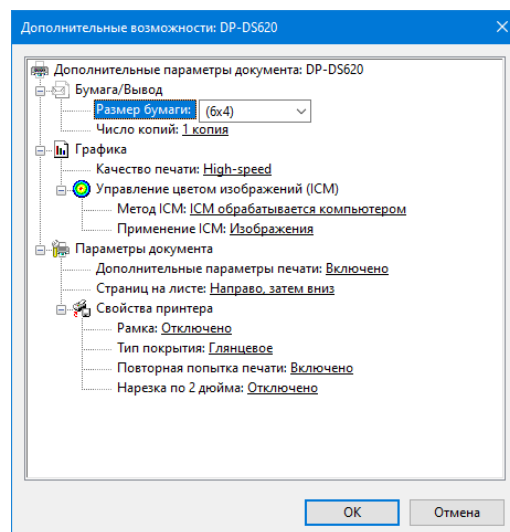 Дополнительные возможности: DP-DS620
Дополнительные параметры документа: DP-DS620
Бумага/Вывод
Размер бумаги: (6x4)
Число копий: 1 копия
Графика
Качество печати: High-speed
Управление цветом изображений (ICM)
Метод ICM: ICM обрабатывается компьютером
Применение ICM: Изображения
Параметры документа
Дополнительные параметры печати: Включено
Страниц на листе: Направо, затем вниз
Свойства принтера
Рамка: Отключено
Тип покрытия: Глянцевое
Повторная попытка печати: Включено
Нарезка по 2 дюйма: Отключено
OK Отмена